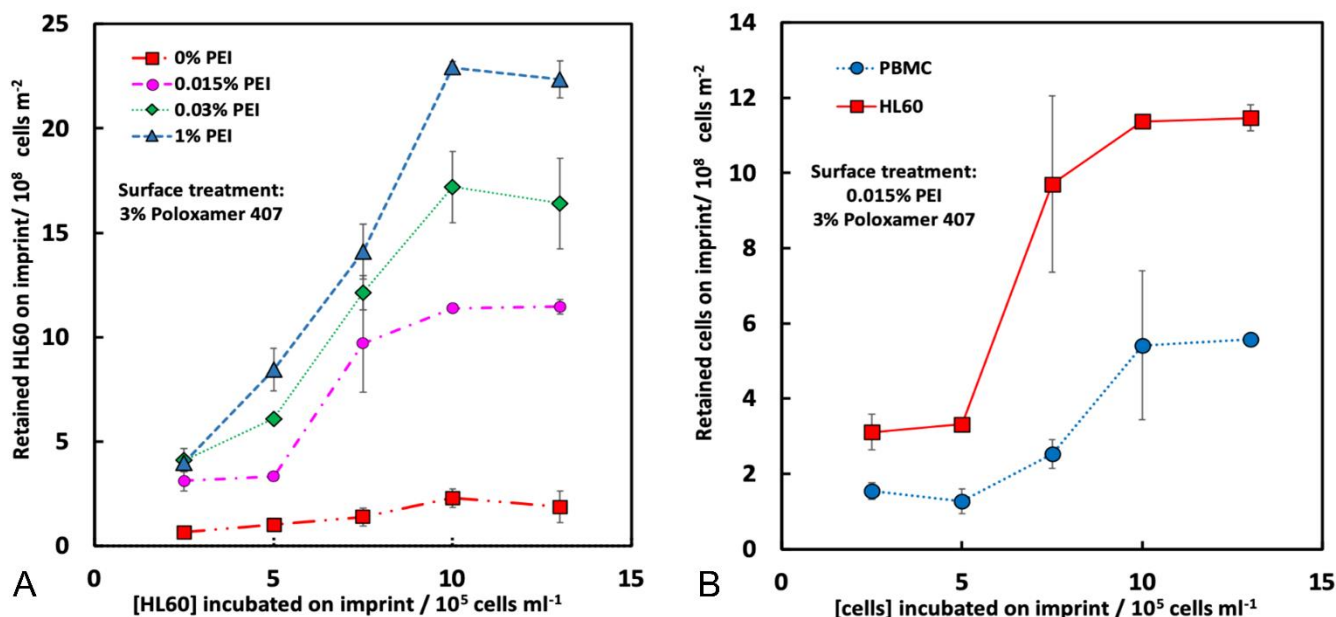 25
20
15
10
5
0
0
5
10
15
Retained HL60 on imprint/ 10⁸ cells m⁻²
0% PEI
0.015% PEI
0.03% PEI
1% PEI
Surface treatment:
3% Poloxamer 407
[HL60] incubated on imprint / 10⁵ cells ml⁻¹
A
14
12
10
8
6
4
2
0
0
5
10
15
Retained cells on imprint/ 10⁸ cells m⁻²
PBMC
HL60
Surface treatment:
0.015% PEI
3% Poloxamer 407
[cells] incubated on imprint / 10⁵ cells ml⁻¹
B